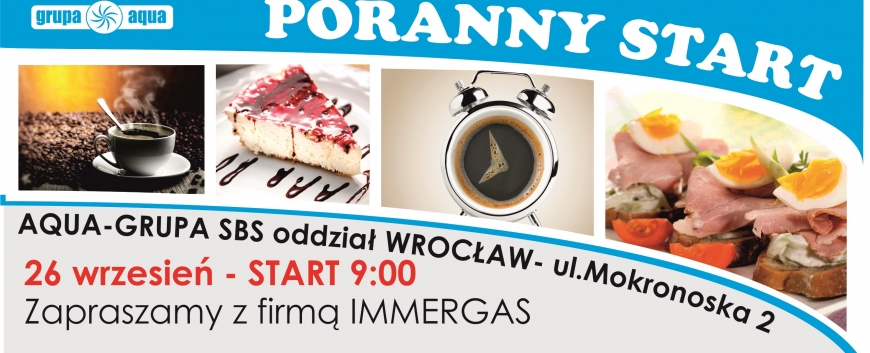 grupa aqua
PORANNY START
AQUA-GRUPA SBS oddział WROCŁAW- ul.Mokronoska 2
26 wrzesień - START 9:00
Zapraszamy z firmą IMMERGAS